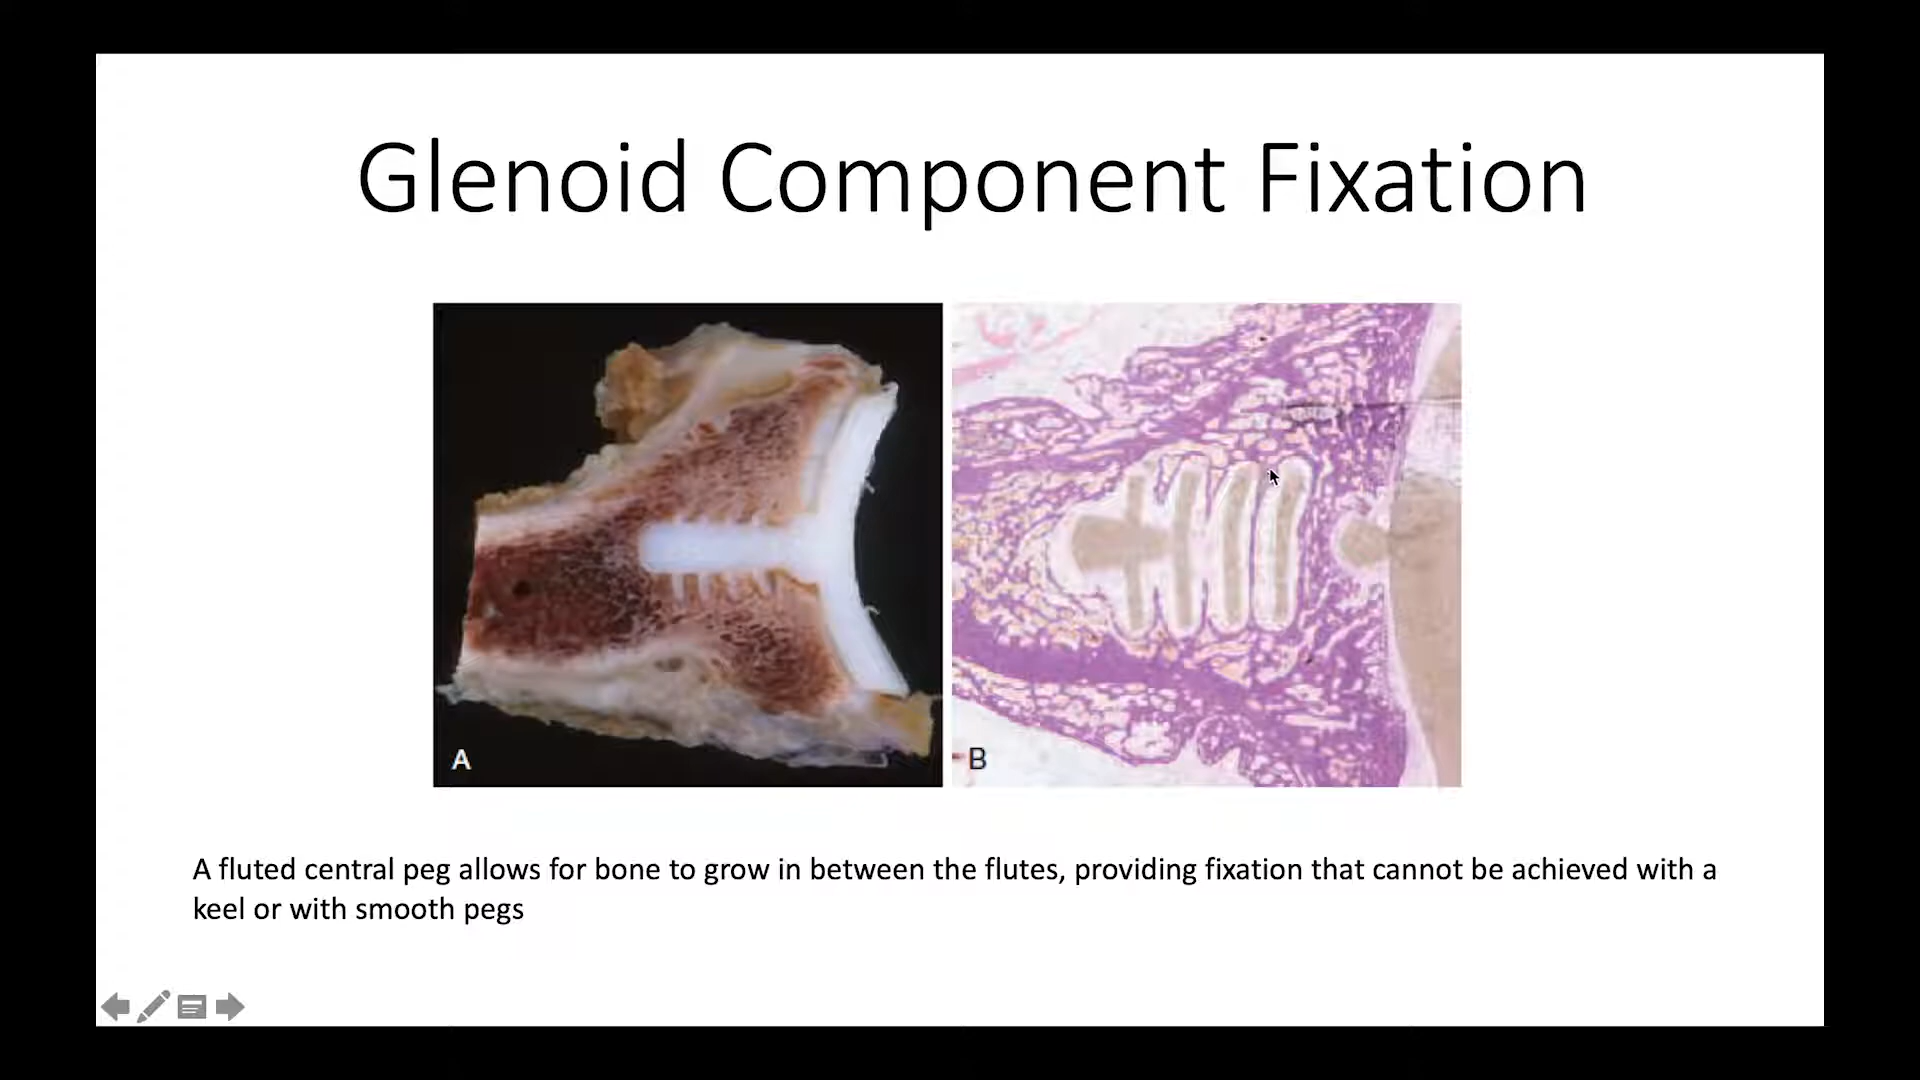 Glenoid Component Fixation
A
B
A fluted central peg allows for bone to grow in between the flutes, providing fixation that cannot be achieved with a
keel or with smooth pegs